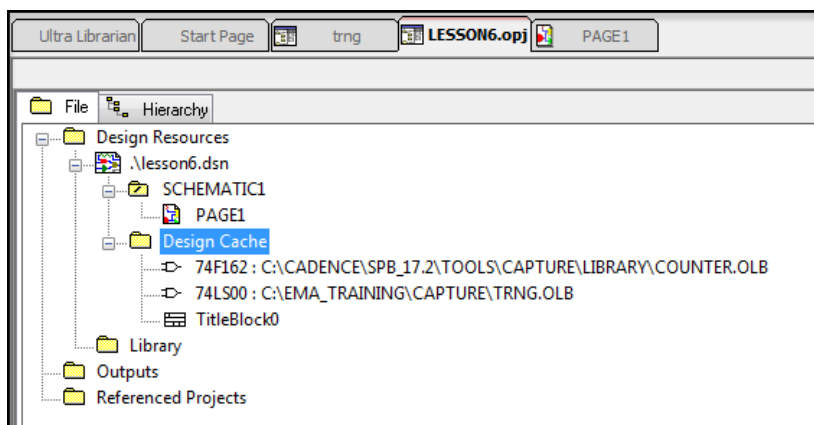 Ultra Librarian Start Page trng LESSON6.opj PAGE1
File Hierarchy
Design Resources
.\lesson6.dsn
SCHEMATIC1
PAGE1
Design Cache
74F162 : C:\CADENCE\SPB_17.2\TOOLS\CAPTURE\LIBRARY\COUNTER.OLB
74LS00 : C:\EMA_TRAINING\CAPTURE\TRNG.OLB
TitleBlock0
Library
Outputs
Referenced Projects